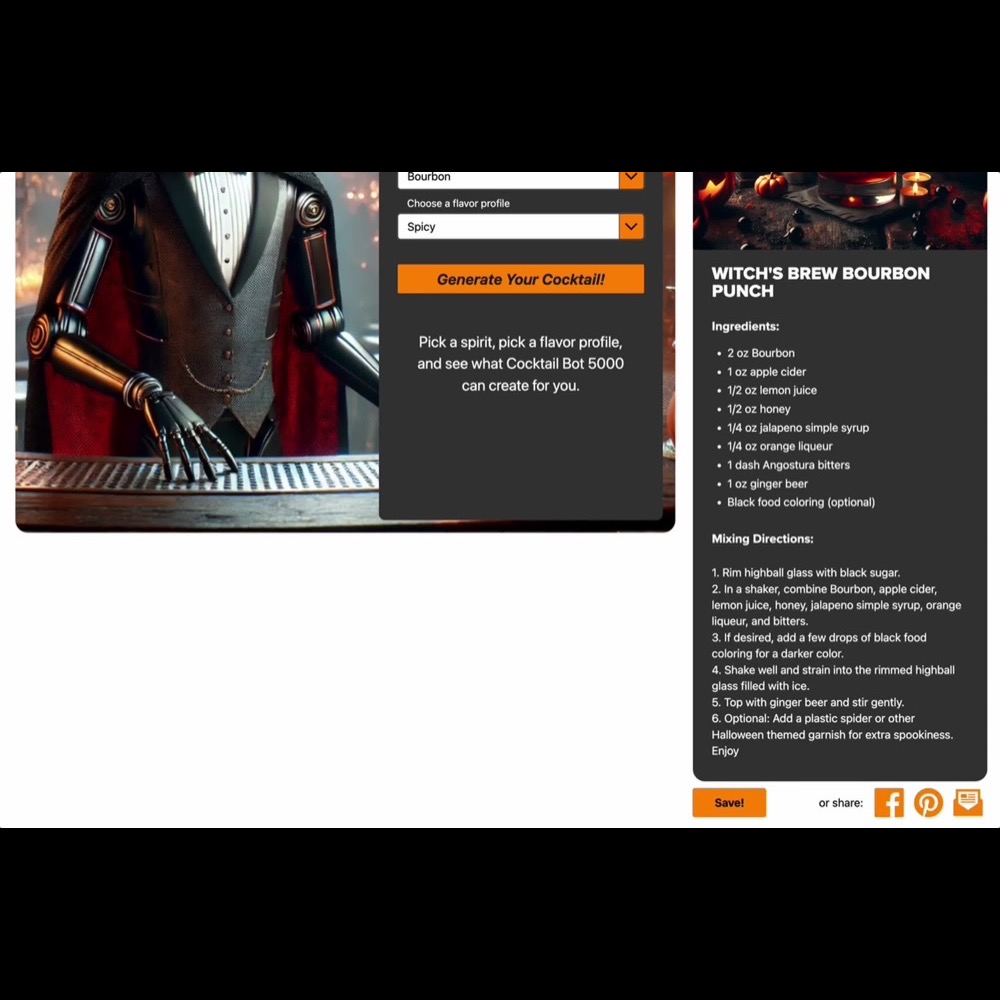 Bourbon
Choose a flavor profile
Spicy
Generate Your Cocktail!
Pick a spirit, pick a flavor profile,
and see what Cocktail Bot 5000
can create for you.
WITCH'S BREW BOURBON
PUNCH
Ingredients:
• 2 oz Bourbon
• 1 oz apple cider
• 1/2 oz lemon juice
• 1/2 oz honey
• 1/4 oz jalapeno simple syrup
• 1/4 oz orange liqueur
• 1 dash Angostura bitters
• 1 oz ginger beer
• Black food coloring (optional)
Mixing Directions:
1. Rim highball glass with black sugar.
2. In a shaker, combine Bourbon, apple cider,
lemon juice, honey, jalapeno simple syrup, orange
liqueur, and bitters.
3. If desired, add a few drops of black food
coloring for a darker color.
4. Shake well and strain into the rimmed highball
glass filled with ice.
5. Top with ginger beer and stir gently.
6. Optional: Add a plastic spider or other
Halloween themed garnish for extra spookiness.
Enjoy
Save!
or share: